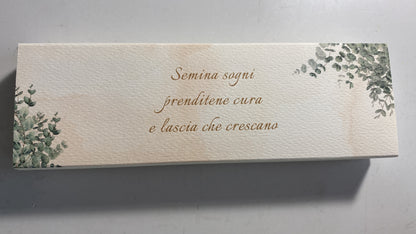 Semina sogni
prenditene cura
e lascia che crescano